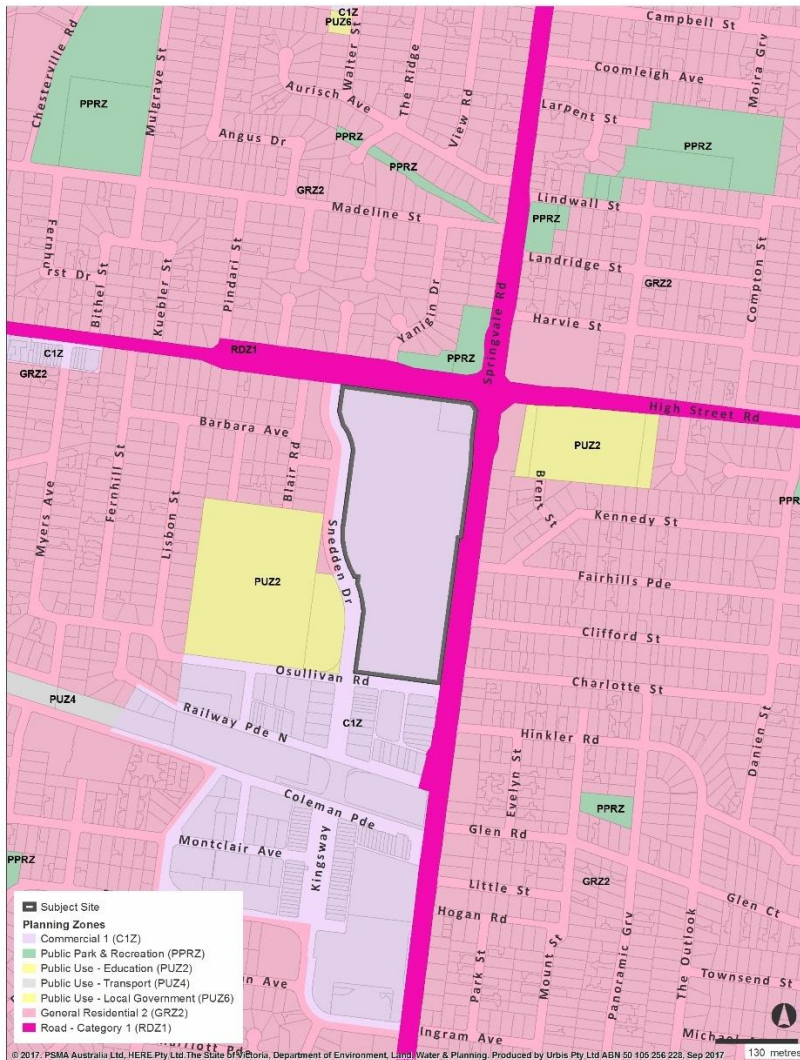 Chesterville Rd
Mulgrave St
PPRZ
C1Z
PUZ6
Walter St
The Ridge
Aurisch Ave
View Rd
Angus Dr
PPRZ
PPRZ
GRZ2
Madeline St
Campbell St
Coomleigh Ave
Moira Grv
Larpent St
PPRZ
Lindwall St
PPRZ
Landridge St
GRZ2
Compton St
Harvie St
Fernhu
rst Dr
Bithel St
Kuebler St
Pindari St
Yanigin Dr
PPRZ
Springvale Rd
RDZ1
C1Z
GRZ2
High Street Rd
Barbara Ave
Blair Rd
PUZ2
Brent St
Kennedy St
PPR
Myers Ave
Fernhill St
Lisbon St
Snedden Dr
PUZ2
Fairhills Pde
Clifford St
Charlotte St
Osullivan Rd
PUZ4
Railway Pde N
C1Z
Hinkler Rd
Danien St
Evelyn St
PPRZ
Coleman Pde
Glen Rd
Montclair Ave
Kingsway
PPRZ
GRZ2
Little St
Glen Ct
Hogan Rd
Park St
Mount St
Panoramic Grv
The Outlook
Townsend St
Ingram Ave
Subject Site
Planning Zones
Commercial 1 (C1Z)
Public Park & Recreation (PPRZ)
Public Use - Education (PUZ2)
Public Use - Transport (PUZ4)
Public Use - Local Government (PUZ6)
General Residential 2 (GRZ2)
Road - Category 1 (RDZ1)
n Ave
arriott Pde
130 metres
© 2017. PSMA Australia Ltd, HERE Pty Ltd. The State of Victoria, Department of Environment, Land, Water & Planning. Produced by Urbis Pty Ltd ABN 50 105 256 228, Sep 2017